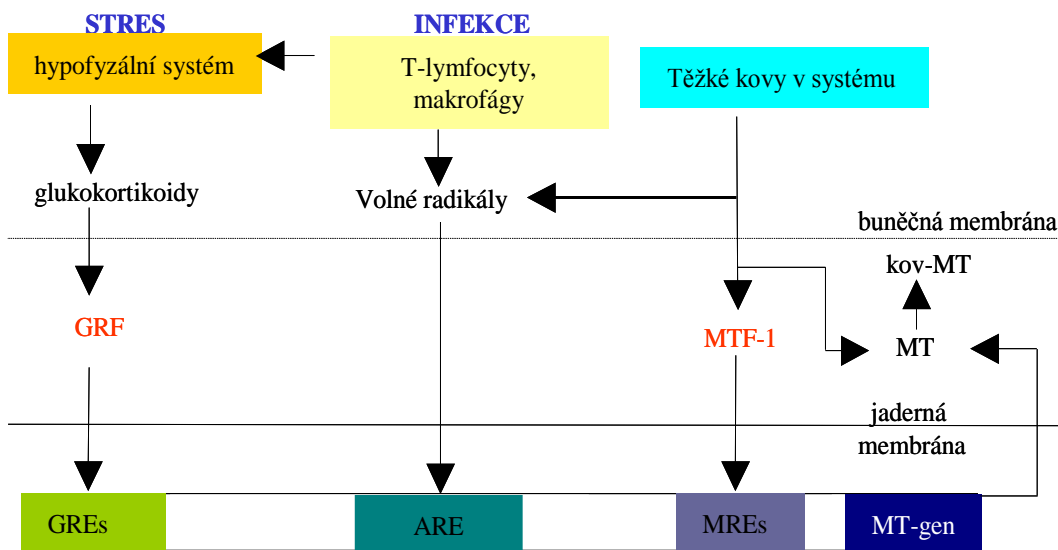 STRES
INFEKCE
hypofyzální systém
T-lymfocyty,
makrofágy
Těžké kovy v systému
glukokortikoidy
Volné radikály
buněčná membrána
kov-MT
GRF
MTF-1
MT
jaderná
membrána
GREs
ARE
MREs
MT-gen